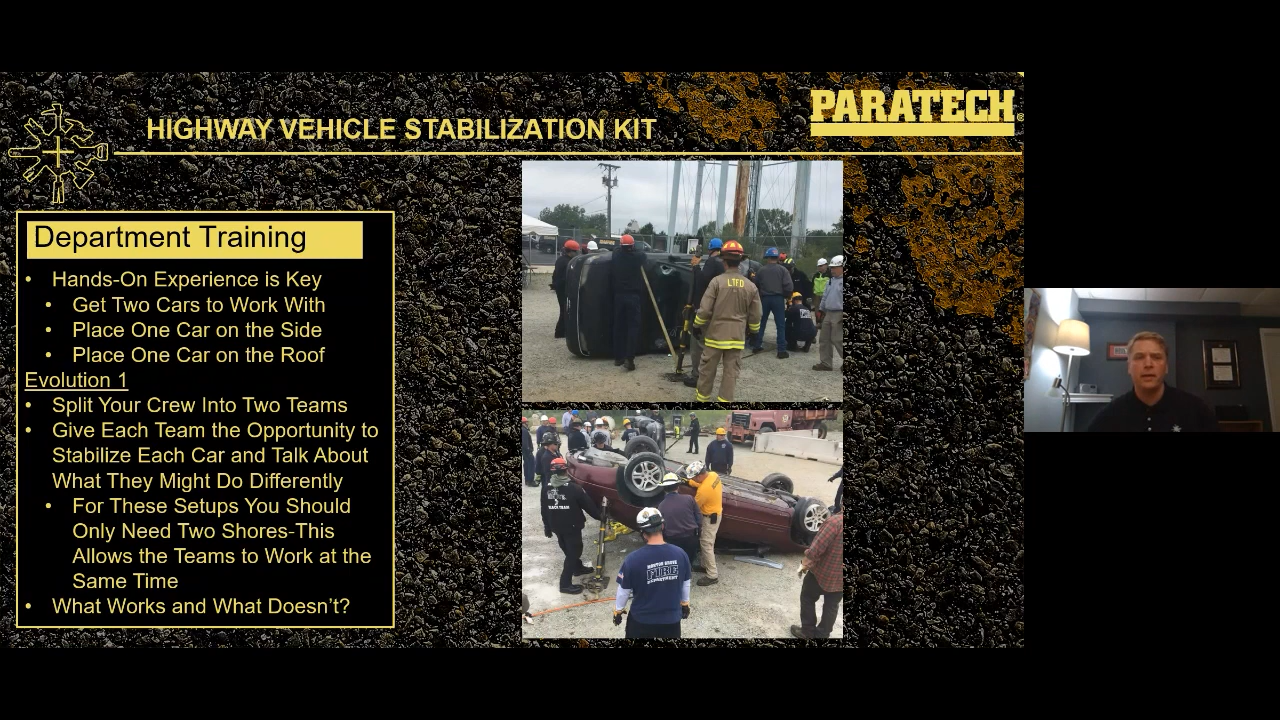 PARATECH®
HIGHWAY VEHICLE STABILIZATION KIT
Department Training
• Hands-On Experience is Key
• Get Two Cars to Work With
• Place One Car on the Side
• Place One Car on the Roof
Evolution 1
• Split Your Crew Into Two Teams
• Give Each Team the Opportunity to
Stabilize Each Car and Talk About
What They Might Do Differently
• For These Setups You Should
Only Need Two Shores-This
Allows the Teams to Work at the
Same Time
• What Works and What Doesn’t?
LTFD
FIRE